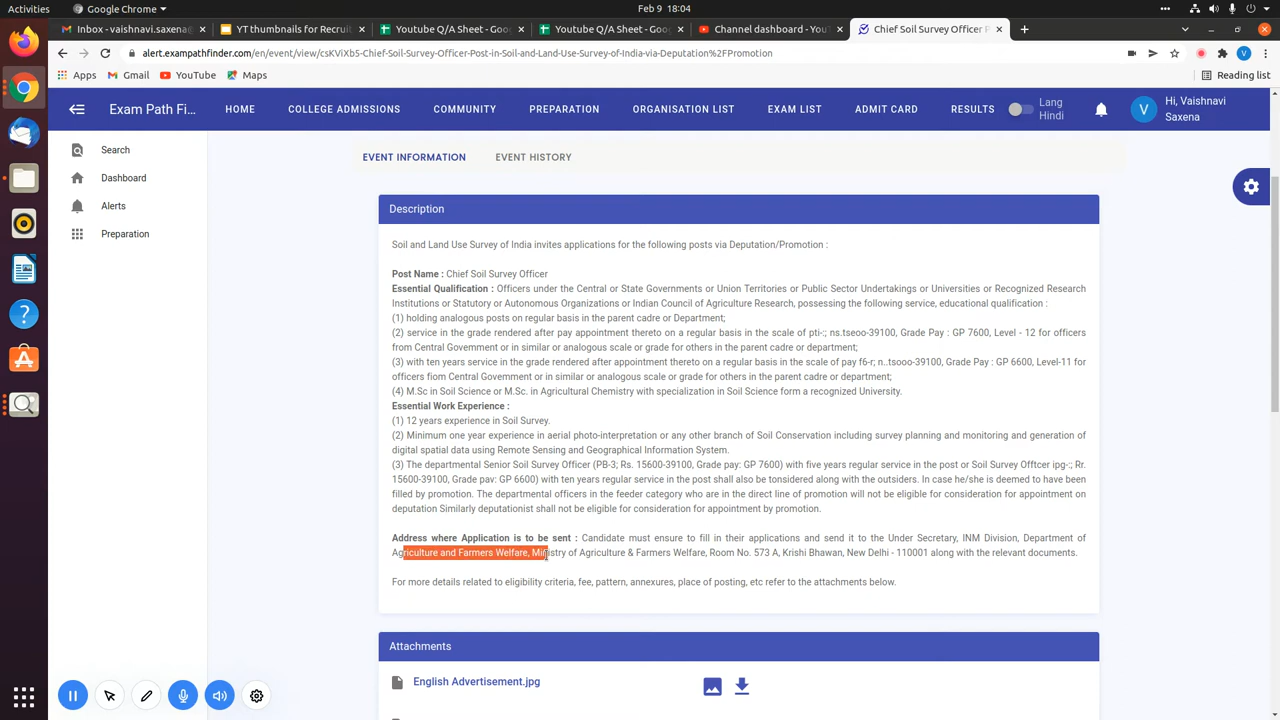 Activities
Google Chrome
Feb 9 18:04
Inbox - vaishnavi.saxena@
YT thumbnails for Recruit
Youtube Q/A Sheet - Goog
Youtube Q/A Sheet - Goog
Channel dashboard - YouT
Chief Soil Survey Officer P
alert.exampathfinder.com/en/event/view/csKViXb5-Chief-Soil-Survey-Officer-Post-in-Soil-and-Land-Use-Survey-of-India-via-Deputation%2FPromotion
Apps
Gmail
YouTube
Maps
Reading list
Exam Path Fi...
HOME
COLLEGE ADMISSIONS
COMMUNITY
PREPARATION
ORGANISATION LIST
EXAM LIST
ADMIT CARD
RESULTS
Lang
Hindi
V
Hi, Vaishnavi
Saxena
Search
Dashboard
Alerts
Preparation
EVENT INFORMATION
EVENT HISTORY
Description
Soil and Land Use Survey of India invites applications for the following posts via Deputation/Promotion :
Post Name : Chief Soil Survey Officer
Essential Qualification : Officers under the Central or State Governments or Union Territories or Public Sector Undertakings or Universities or Recognized Research
Institutions or Statutory or Autonomous Organizations or Indian Council of Agriculture Research, possessing the following service, educational qualification :
(1) holding analogous posts on regular basis in the parent cadre or Department;
(2) service in the grade rendered after pay appointment thereto on a regular basis in the scale of pti-:; ns.tseoo-39100, Grade Pay : GP 7600, Level - 12 for officers
from Central Government or in similar or analogous scale or grade for others in the parent cadre or department;
(3) with ten years service in the grade rendered after appointment thereto on a regular basis in the scale of pay f6-r; n..tsooo-39100, Grade Pay : GP 6600, Level-11 for
officers fiom Central Government or in similar or analogous scale or grade for others in the parent cadre or department;
(4) M.Sc in Soil Science or M.Sc. in Agricultural Chemistry with specialization in Soil Science form a recognized University.
Essential Work Experience :
(1) 12 years experience in Soil Survey.
(2) Minimum one year experience in aerial photo-interpretation or any other branch of Soil Conservation including survey planning and monitoring and generation of
digital spatial data using Remote Sensing and Geographical Information System.
(3) The departmental Senior Soil Survey Officer (PB-3; Rs. 15600-39100, Grade pay: GP 7600) with five years regular service in the post or Soil Survey Offtcer ipg-:; Rr.
15600-39100, Grade pav: GP 6600) with ten years regular service in the post shall also be tonsidered along with the outsiders. In case he/she is deemed to have been
filled by promotion. The departmental officers in the feeder category who are in the direct line of promotion will not be eligible for consideration for appointment on
deputation Similarly deputationist shall not be eligible for consideration for appointment by promotion.
Address where Application is to be sent : Candidate must ensure to fill in their applications and send it to the Under Secretary, INM Division, Department of
Agriculture and Farmers Welfare, Ministry of Agriculture & Farmers Welfare, Room No. 573 A, Krishi Bhawan, New Delhi - 110001 along with the relevant documents.
For more details related to eligibility criteria, fee, pattern, annexures, place of posting, etc refer to the attachments below.
Attachments
English Advertisement.jpg